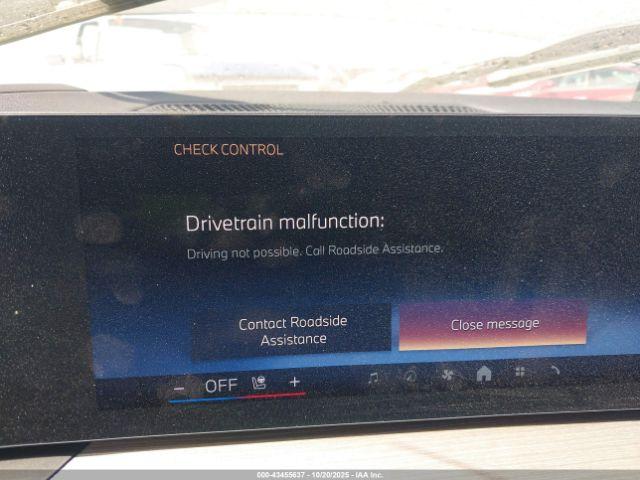 CHECK CONTROL
Drivetrain malfunction:
Driving not possible. Call Roadside Assistance.
Contact Roadside
Assistance
Close message
– OFF +
000-43455637 - 10/20/2025 - IAA Inc.